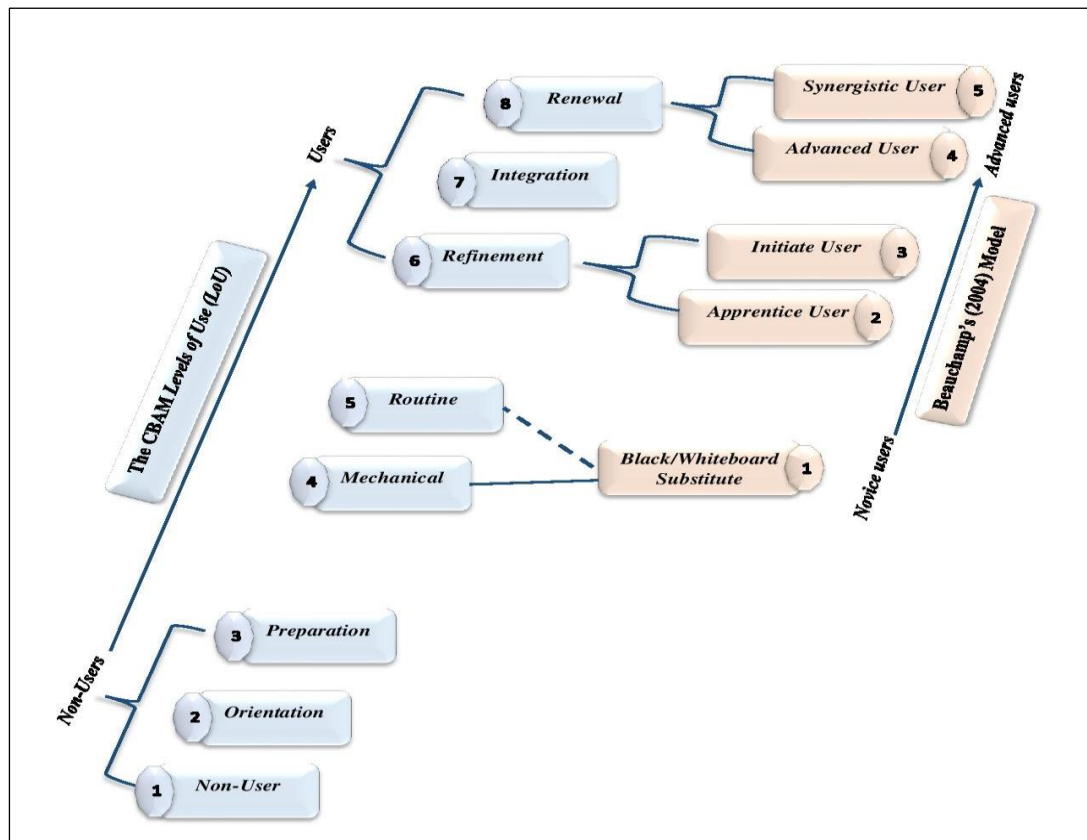 Synergistic User
5
8
Renewal
Advanced users
Users
Advanced User
4
7
Integration
6
Refinement
Initiate User
3
Apprentice User
2
The CBAM Levels of Use (LoU)
Beauchamp's (2004) Model
5
Routine
Black/Whiteboard
Substitute
1
4
Mechanical
Novice users
3
Preparation
Non-Users
2
Orientation
1
Non-User